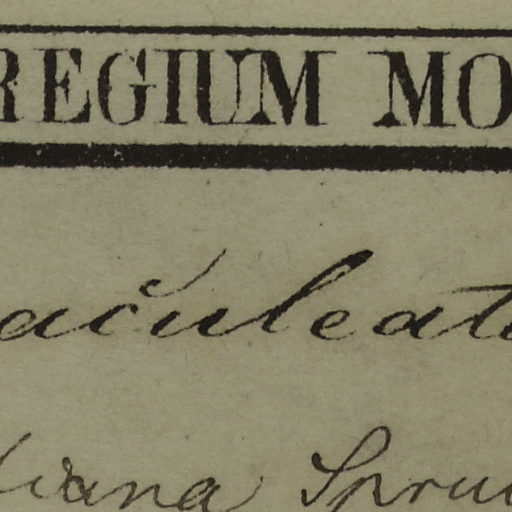 REGIUM MO
aculeat
iana Spru